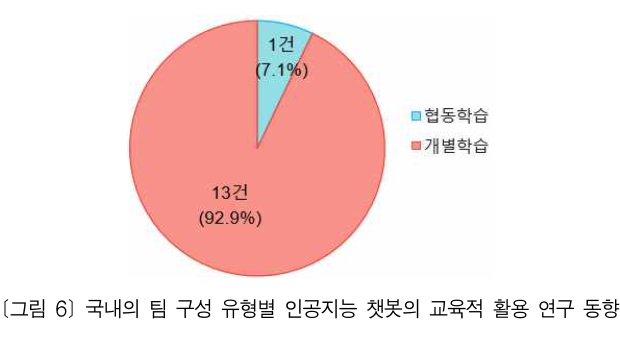 1건
(7.1%)
협동학습
개별학습
13건
(92.9%)
〔그림 6〕 국내의 팀 구성 유형별 인공지능 챗봇의 교육적 활용 연구 동향